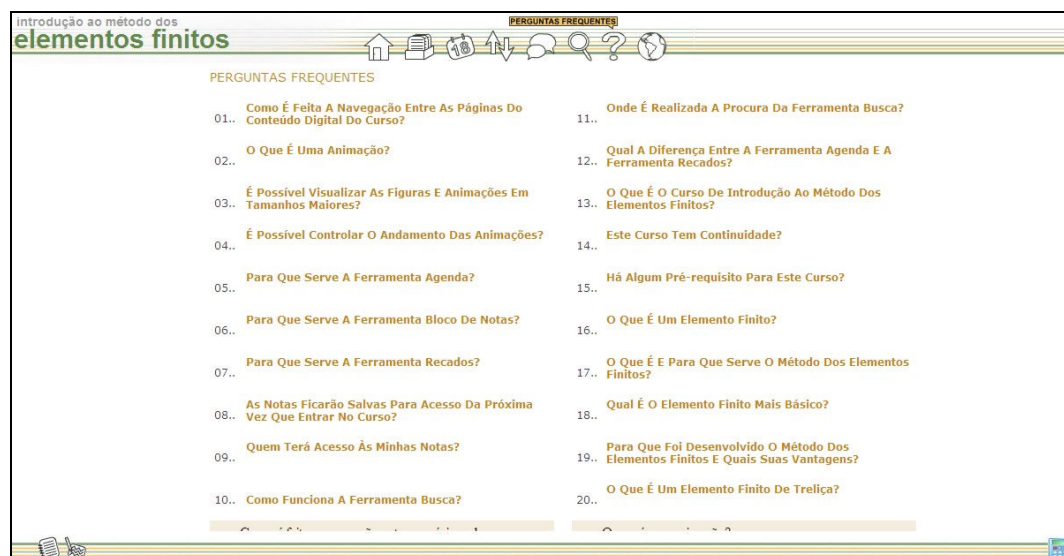 introdução ao método dos
elementos finitos
PERGUNTAS FREQUENTES
18
PERGUNTAS FREQUENTES
01.. Como É Feita A Navegação Entre As Páginas Do
Conteúdo Digital Do Curso?
02.. O Que É Uma Animação?
03.. É Possível Visualizar As Figuras E Animações Em
Tamanhos Maiores?
04.. É Possível Controlar O Andamento Das Animações?
05.. Para Que Serve A Ferramenta Agenda?
06.. Para Que Serve A Ferramenta Bloco De Notas?
07.. Para Que Serve A Ferramenta Recados?
08.. As Notas Ficarão Salvas Para Acesso Da Próxima
Vez Que Entrar No Curso?
09.. Quem Terá Acesso Às Minhas Notas?
10.. Como Funciona A Ferramenta Busca?
11.. Onde É Realizada A Procura Da Ferramenta Busca?
12.. Qual A Diferença Entre A Ferramenta Agenda E A
Ferramenta Recados?
13.. O Que É O Curso De Introdução Ao Método Dos
Elementos Finitos?
14.. Este Curso Tem Continuidade?
15.. Há Algum Pré-requisito Para Este Curso?
16.. O Que É Um Elemento Finito?
17.. O Que É E Para Que Serve O Método Dos Elementos
Finitos?
18.. Qual É O Elemento Finito Mais Básico?
19.. Para Que Foi Desenvolvido O Método Dos
Elementos Finitos E Quais Suas Vantagens?
20.. O Que É Um Elemento Finito De Treliça?